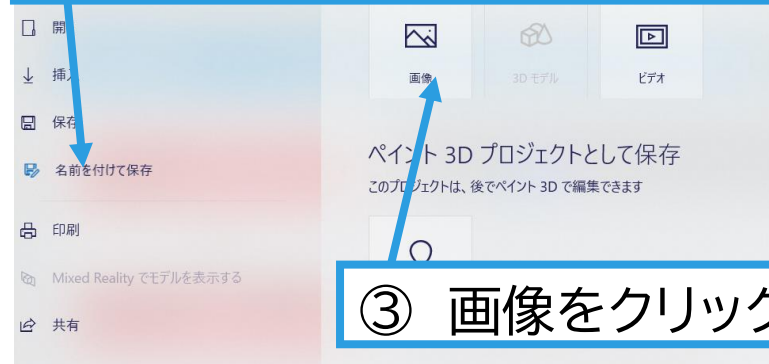 開
挿入
保存
名前を付けて保存
印刷
Mixed Reality でモデルを表示する
共有
画像
3D モデル
ビデオ
ペイント 3D プロジェクトとして保存
このプロジェクトは、後でペイント 3D で編集できます
③ 画像をクリック